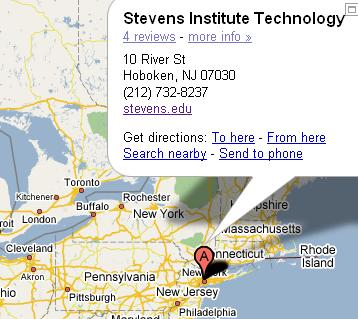 Stevens Institute Technology
4 reviews - more info »
10 River St
Hoboken, NJ 07030
(212) 732-8237
stevens.edu
Get directions: To here - From here
Search nearby - Send to phone
Toronto
Kitchener
Rochester
London
Buffalo
New York
Massachusetts
Cleveland
Connecticut
Rhode
Island
A
Akron
Pennsylvania
New York
Pittsburgh
New Jersey
Philadelphia
Maryland